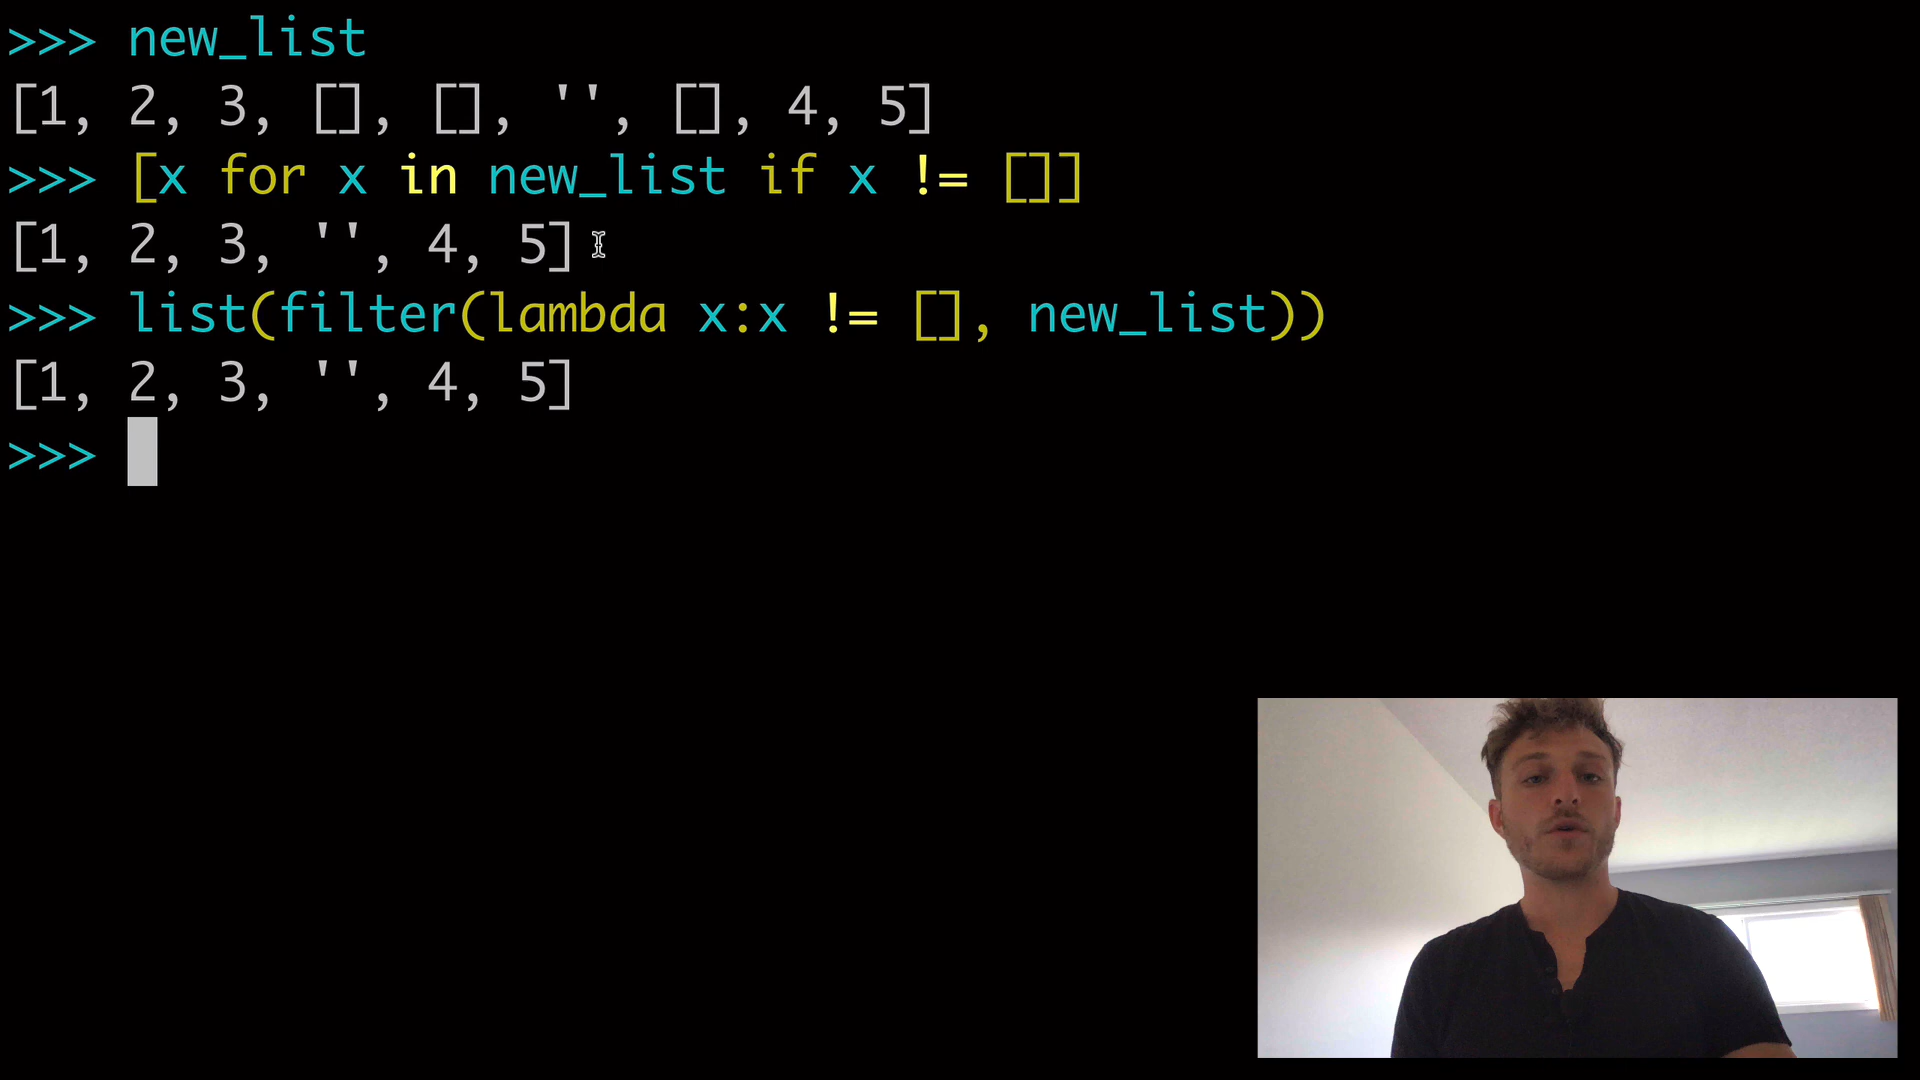 >>> new_list
[1, 2, 3, [], [], '', [], 4, 5]
>>> [x for x in new_list if x != []]
[1, 2, 3, '', 4, 5]
>>> list(filter(lambda x:x != [], new_list))
[1, 2, 3, '', 4, 5]
>>>